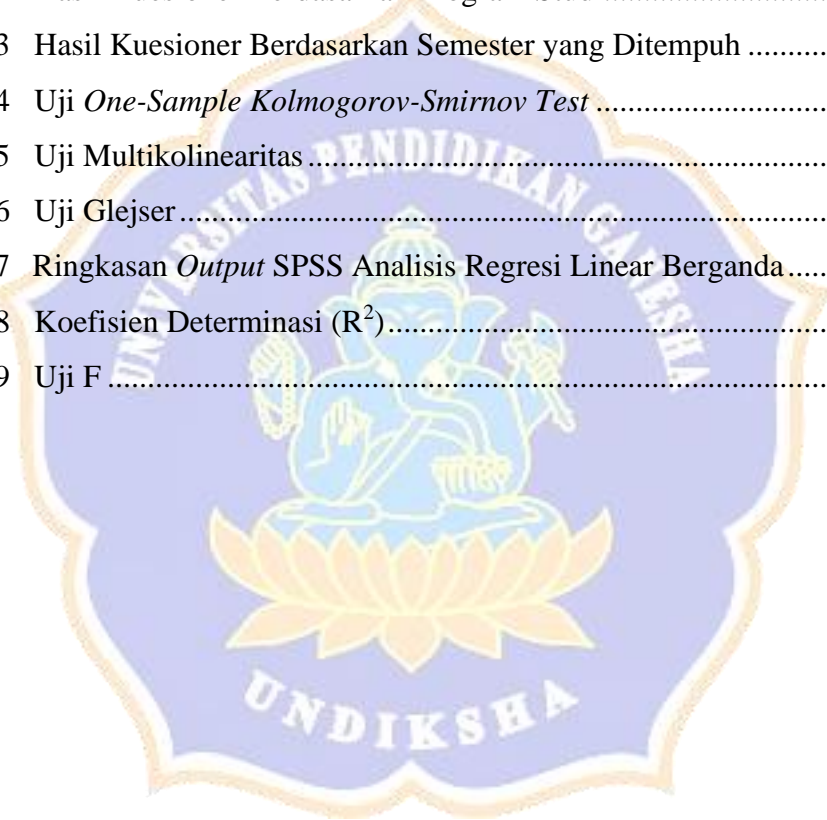 3 Hasil Kuesioner Berdasarkan Semester yang Ditempuh ..........
4 Uji One-Sample Kolmogorov-Smirnov Test ..........................
5 Uji Multikolinearitas ..................................................................
6 Uji Glejser ...................................................................................
7 Ringkasan Output SPSS Analisis Regresi Linear Berganda .....
8 Koefisien Determinasi (R²) .........................................................
9 Uji F ..............................................................................................
UNIVERSITAS PENDIDIKAN GANESHA
UNDIKSHA